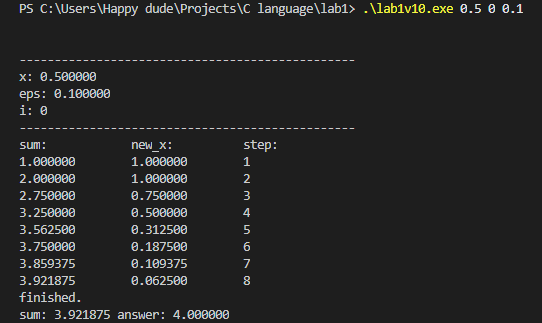 PS C:\Users\Happy dude\Projects\C language\lab1> .\lab1v10.exe 0.5 0 0.1
------------------------------------------------
x: 0.500000
eps: 0.100000
i: 0
------------------------------------------------
sum: new_x: step:
1.000000 1.000000 1
2.000000 1.000000 2
2.750000 0.750000 3
3.250000 0.500000 4
3.562500 0.312500 5
3.750000 0.187500 6
3.859375 0.109375 7
3.921875 0.062500 8
finished.
sum: 3.921875 answer: 4.000000